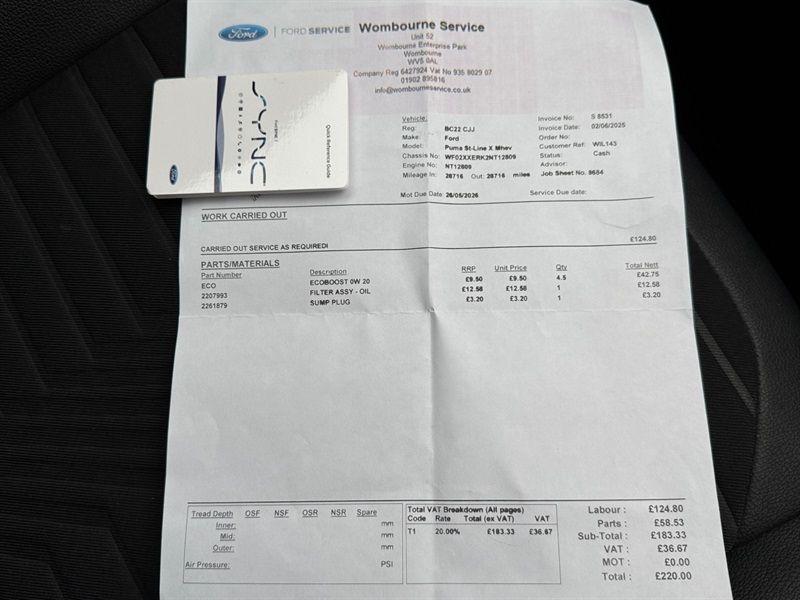 Ford FORD SERVICE
Wombourne Service
Unit 52
Wombourne Enterprise Park
Wombourne
WV5 0AL
Company Reg 6427924 Vat No 935 8029 07
01902 895816
info@wombourneservice.co.uk
SYNC
Quick Reference Guide
Ford
Vehicle:
Reg: BC22 CJJ
Make: Ford
Model: Puma St-Line X Mhev
Chassis No: WF02XXERK2NT12809
Engine No: NT12809
Mileage In: 28716 Out: 28716 miles
Mot Due Date: 26/05/2026
Invoice No: S 8531
Invoice Date: 02/06/2025
Order No:
Customer Ref: WIL143
Status: Cash
Advisor:
Job Sheet No. 8684
Service Due date:
WORK CARRIED OUT
CARRIED OUT SERVICE AS REQUIRED! £124.80
PARTS/MATERIALS
Part Number Description RRP Unit Price Qty Total Nett
ECO ECOBOOST 0W 20 £9.50 £9.50 4.5 £42.75
2207993 FILTER ASSY - OIL £12.58 £12.58 1 £12.58
2261879 SUMP PLUG £3.20 £3.20 1 £3.20
Tread Depth OSF NSF OSR NSR Spare
Inner: mm
Mid: mm
Outer: mm
Air Pressure: PSI
Total VAT Breakdown (All pages)
Code Rate Total (ex VAT) VAT
T1 20.00% £183.33 £36.67
Labour : £124.80
Parts : £58.53
Sub-Total : £183.33
VAT : £36.67
MOT : £0.00
Total : £220.00